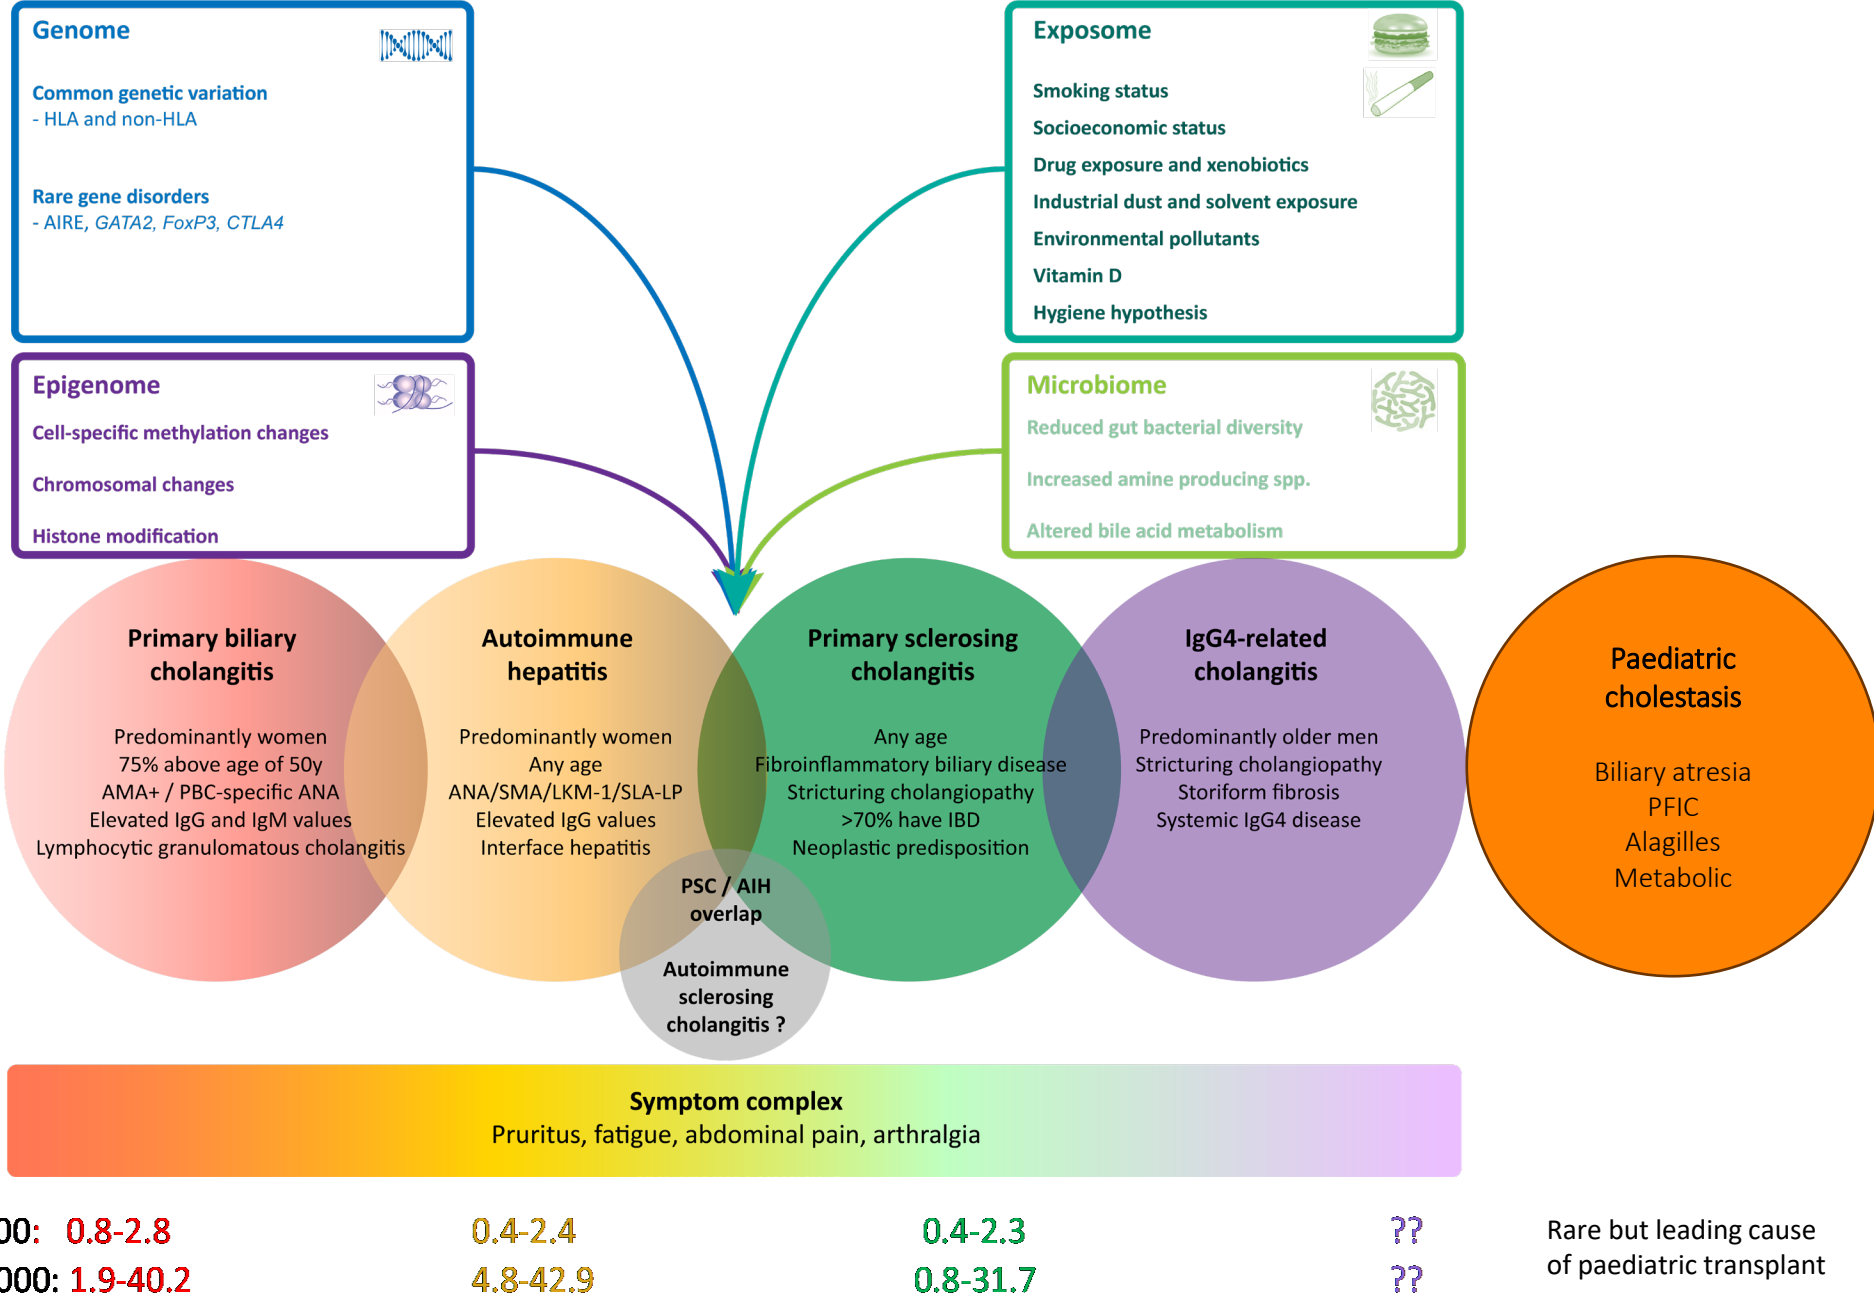 Genome
Common genetic variation
- HLA and non-HLA
Rare gene disorders
- AIRE, GATA2, FoxP3, CTLA4
Exposome
Smoking status
Socioeconomic status
Drug exposure and xenobiotics
Industrial dust and solvent exposure
Environmental pollutants
Vitamin D
Hygiene hypothesis
Epigenome
Cell-specific methylation changes
Chromosomal changes
Histone modification
Microbiome
Reduced gut bacterial diversity
Increased amine producing spp.
Altered bile acid metabolism
Primary biliary
cholangitis
Predominantly women
75% above age of 50y
AMA+ / PBC-specific ANA
Elevated IgG and IgM values
Lymphocytic granulomatous cholangitis
Autoimmune
hepatitis
Predominantly women
Any age
ANA/SMA/LKM-1/SLA-LP
Elevated IgG values
Interface hepatitis
Primary sclerosing
cholangitis
Any age
Fibroinflammatory biliary disease
Stricturing cholangiopathy
>70% have IBD
Neoplastic predisposition
IgG4-related
cholangitis
Predominantly older men
Stricturing cholangiopathy
Storiform fibrosis
Systemic IgG4 disease
Paediatric
cholestasis
Biliary atresia
PFIC
Alagilles
Metabolic
PSC / AIH
overlap
Autoimmune
sclerosing
cholangitis ?
Symptom complex
Pruritus, fatigue, abdominal pain, arthralgia
00: 0.8-2.8 0.4-2.4 0.4-2.3 ??
000: 1.9-40.2 4.8-42.9 0.8-31.7 ??
Rare but leading cause
of paediatric transplant